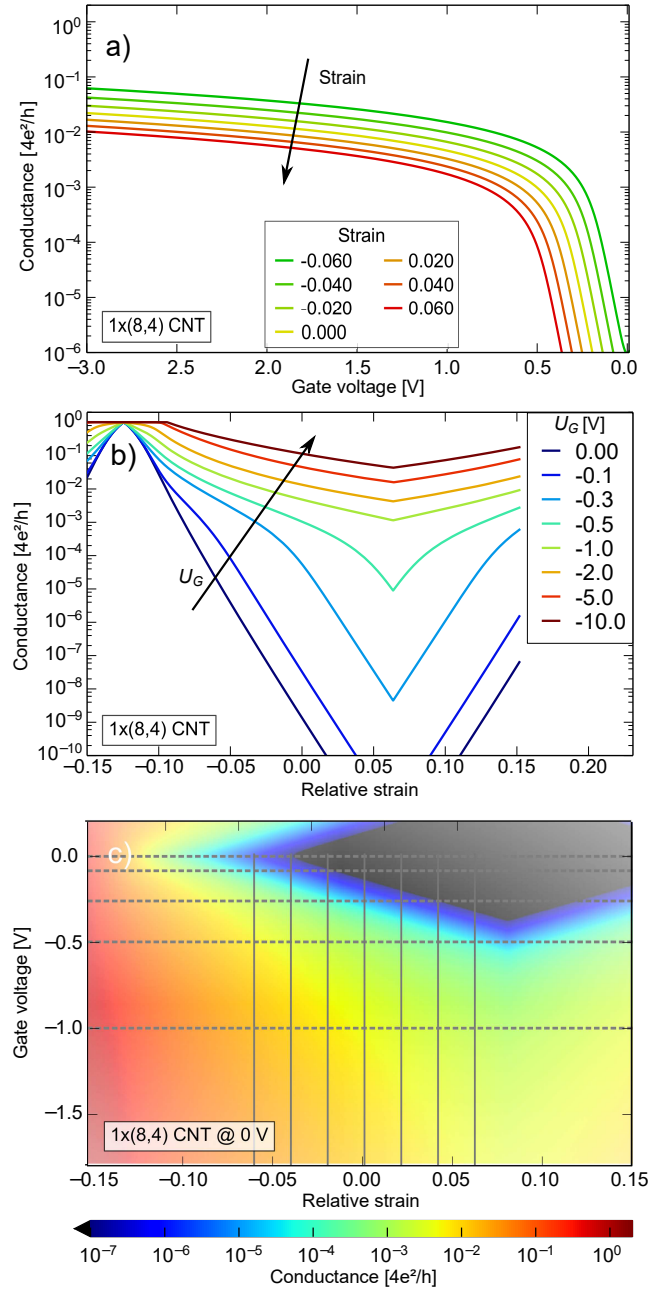 a)
10⁰
10⁻¹
10⁻²
10⁻³
10⁻⁴
10⁻⁵
10⁻⁶
Conductance [4e²/h]
Strain
Strain
-0.060 0.020
-0.040 0.040
-0.020 0.060
0.000
1x(8,4) CNT
−3.0 2.5 2.0 1.5 1.0 0.5 0.0
Gate voltage [V]
b)
10⁰
10⁻¹
10⁻²
10⁻³
10⁻⁴
10⁻⁵
10⁻⁶
10⁻⁷
10⁻⁸
10⁻⁹
10⁻¹⁰
Conductance [4e²/h]
U_G
U_G [V]
0.00
-0.1
-0.3
-0.5
-1.0
-2.0
-5.0
-10.0
1x(8,4) CNT
−0.15 −0.10 −0.05 0.00 0.05 0.10 0.15 0.20
Relative strain
c)
0.0
−0.5
−1.0
−1.5
Gate voltage [V]
1x(8,4) CNT @ 0 V
−0.15 −0.10 −0.05 0.00 0.05 0.10 0.15
Relative strain
10⁻⁷ 10⁻⁶ 10⁻⁵ 10⁻⁴ 10⁻³ 10⁻² 10⁻¹ 10⁰
Conductance [4e²/h]